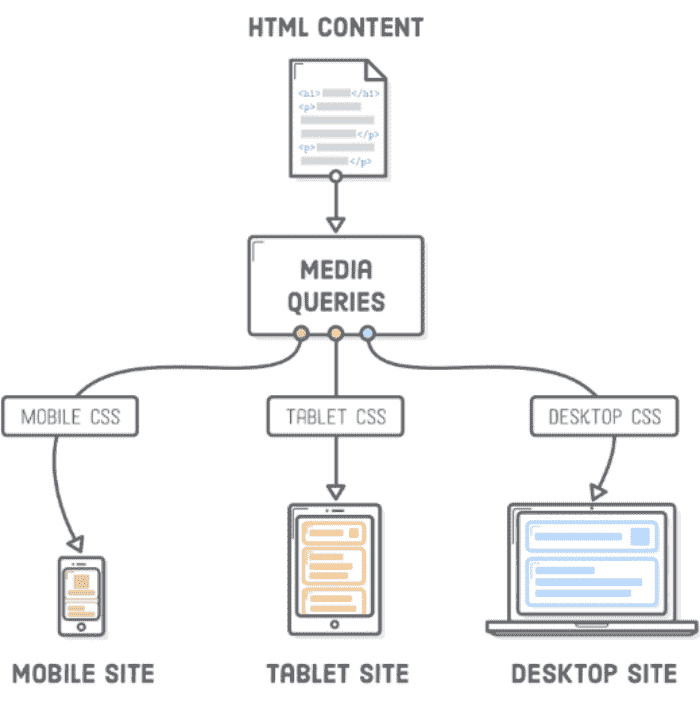 HTML CONTENT
<h1> </h1>
<p>
</p>
<p>
</p>
MEDIA
QUERIES
MOBILE CSS
TABLET CSS
DESKTOP CSS
MOBILE SITE
TABLET SITE
DESKTOP SITE